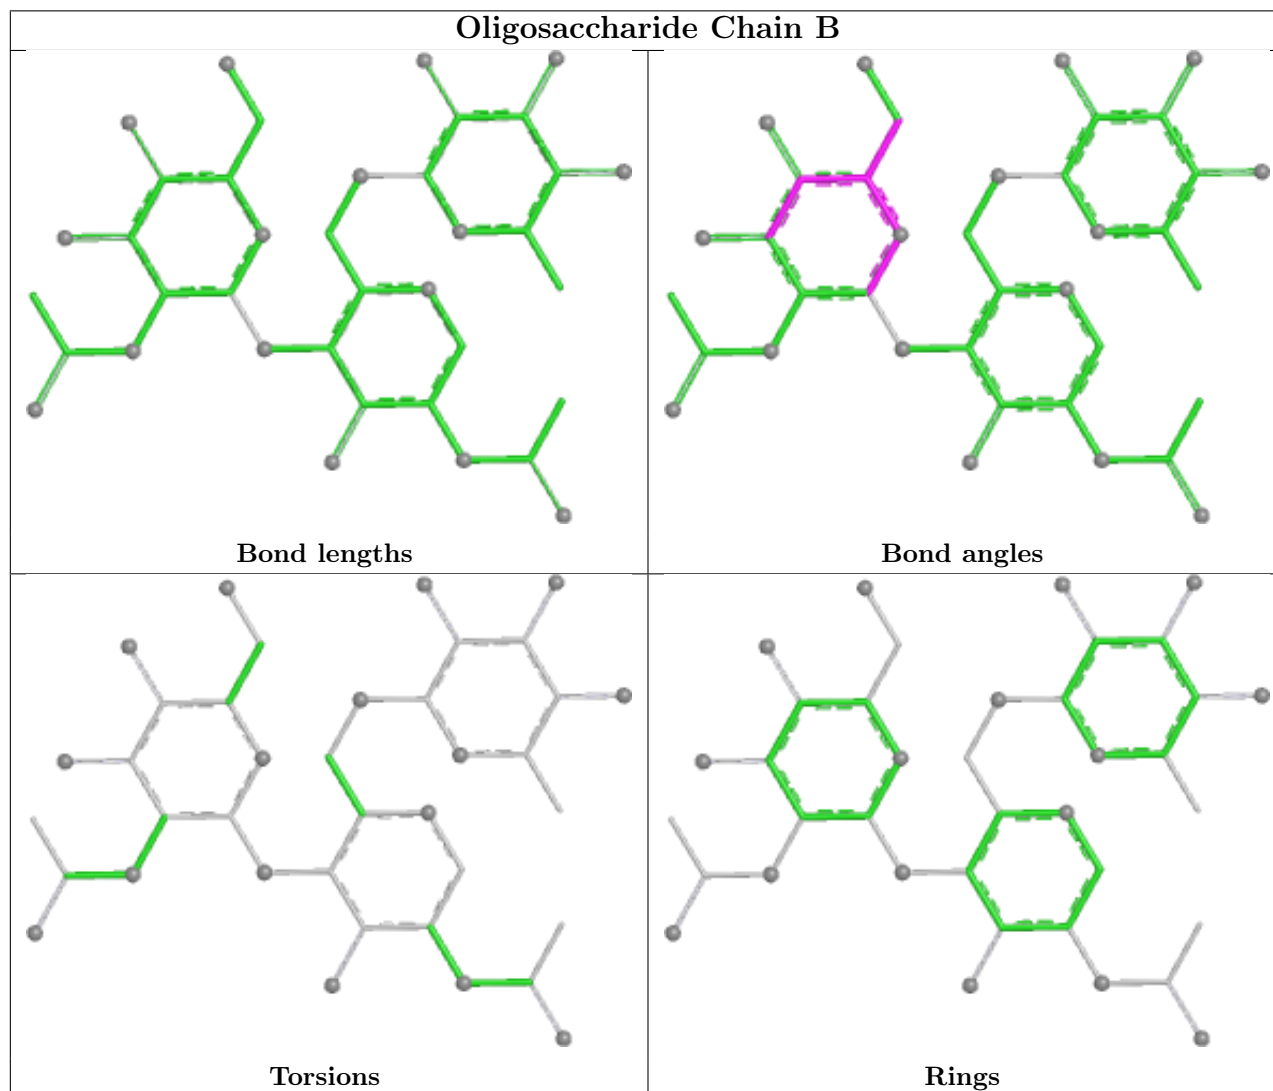 Oligosaccharide Chain B
Bond lengths
Bond angles
Torsions
Rings